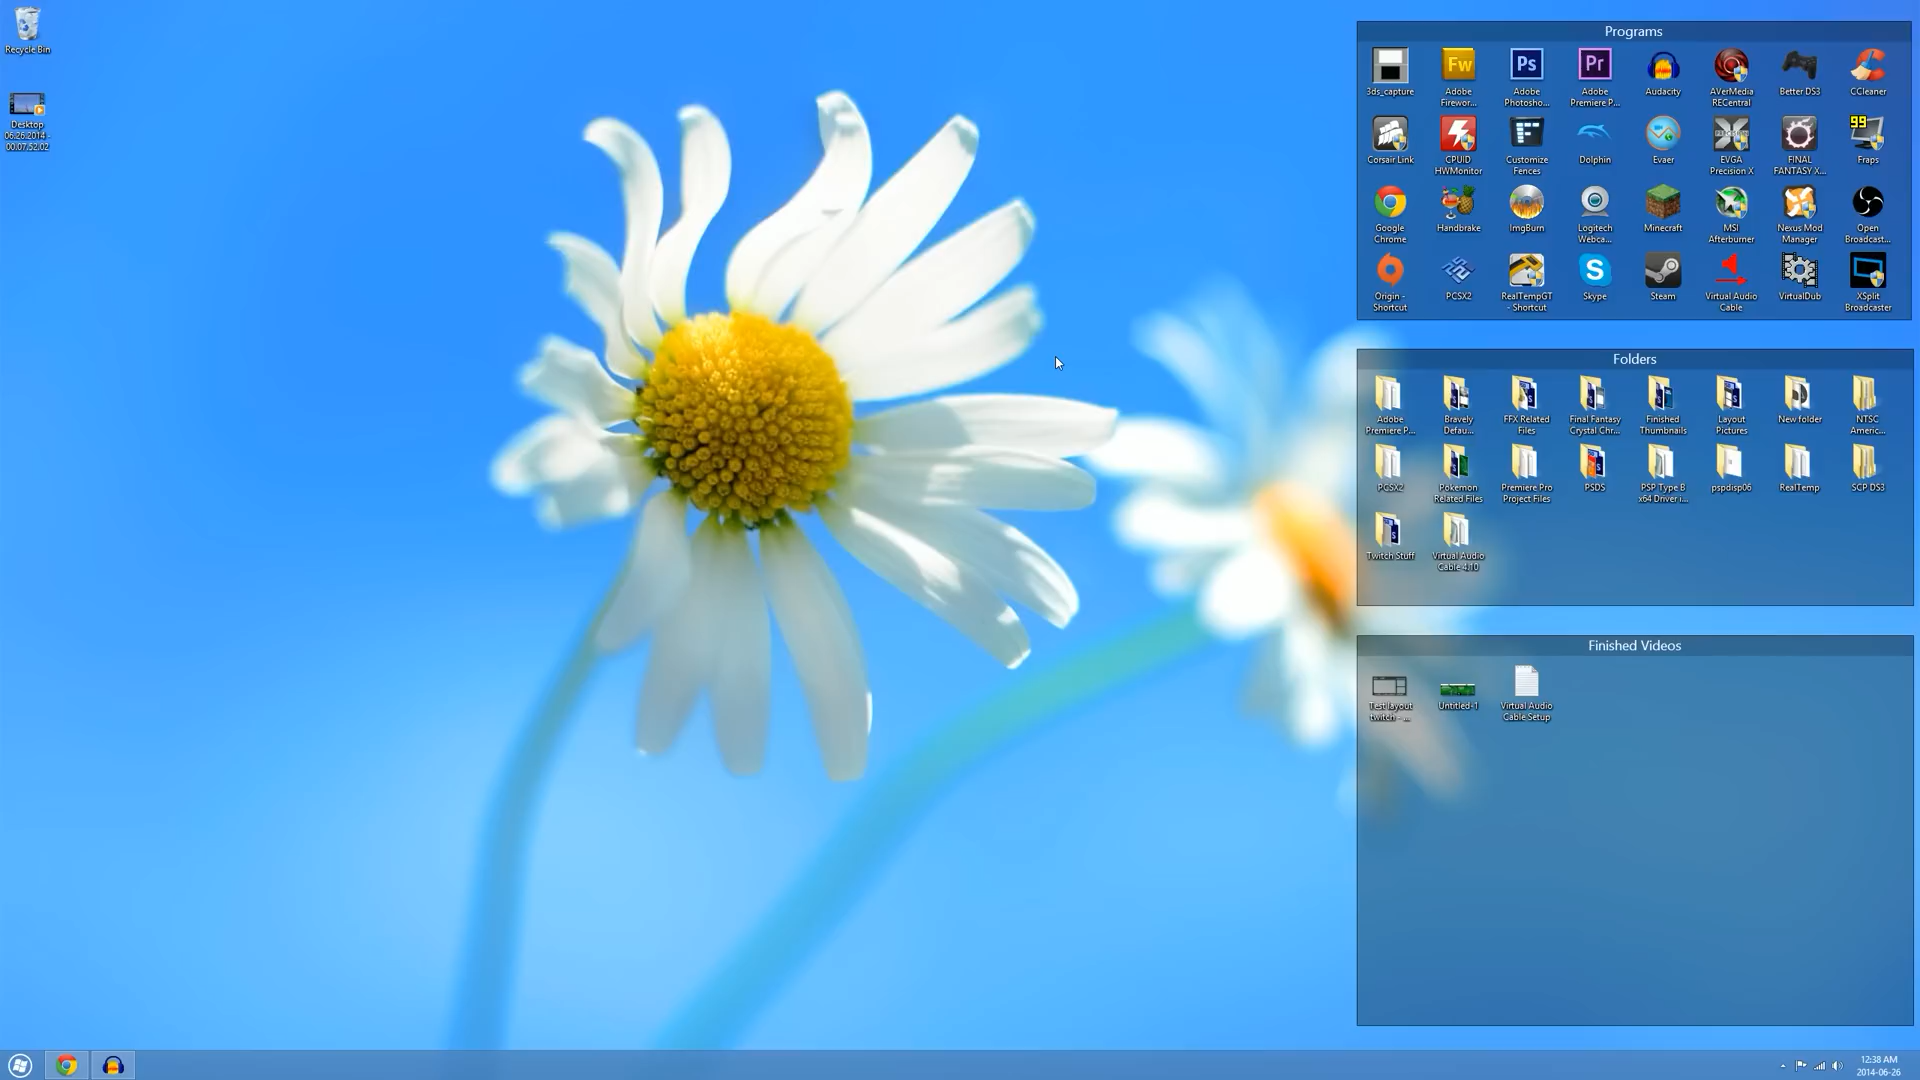 Recycle Bin
Desktop
06.26.2014 -
00.07.52.02
Programs
3ds_capture
Fw
Adobe
Firewor...
Ps
Adobe
Photosho...
Pr
Adobe
Premiere P...
Audacity
AVerMedia
RECentral
Better DS3
CCleaner
Corsair Link
CPUID
HWMonitor
Customize
Fences
Dolphin
Evaer
EVGA
Precision X
FINAL
FANTASY X...
99
Fraps
Google
Chrome
Handbrake
ImgBurn
Logitech
Webca...
Minecraft
MSI
Afterburner
Nexus Mod
Manager
Open
Broadcast...
Origin -
Shortcut
PCSX2
RealTempGT
- Shortcut
Skype
Steam
Virtual Audio
Cable
VirtualDub
XSplit
Broadcaster
Folders
Adobe
Premiere P...
Bravely
Defau...
FFX Related
Files
Final Fantasy
Crystal Chr...
Finished
Thumbnails
Layout
Pictures
New folder
NTSC
Americ...
PCSX2
Pokemon
Related Files
Premiere Pro
Project Files
PSDS
PSP Type B
x64 Driver i...
pspdisp06
RealTemp
SCP DS3
Twitch Stuff
Virtual Audio
Cable 4.10
Finished Videos
Test layout
twitch - ...
Untitled-1
Virtual Audio
Cable Setup
12:38 AM
2014-06-26